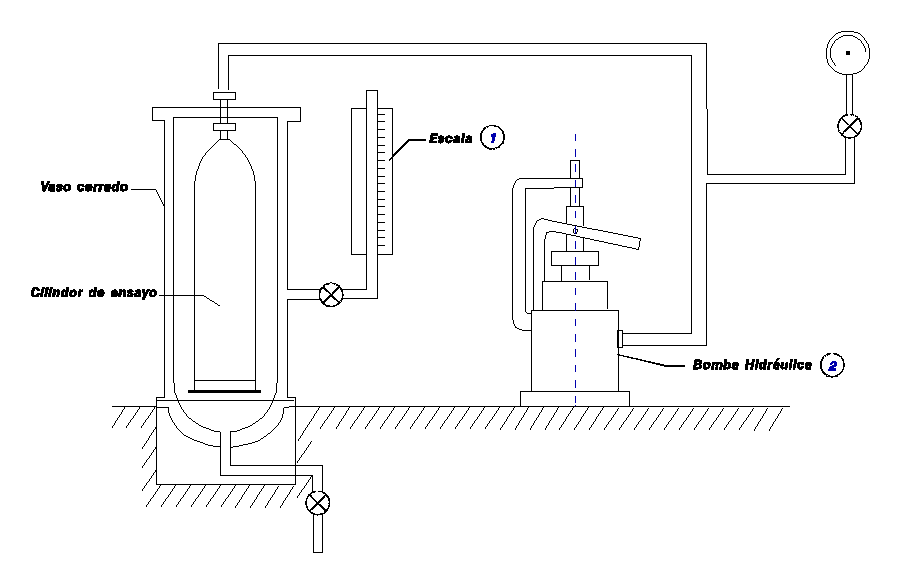 Escala 1
Vaso cerrado
Cilindor de ensayo
Bomba Hidráulica 2